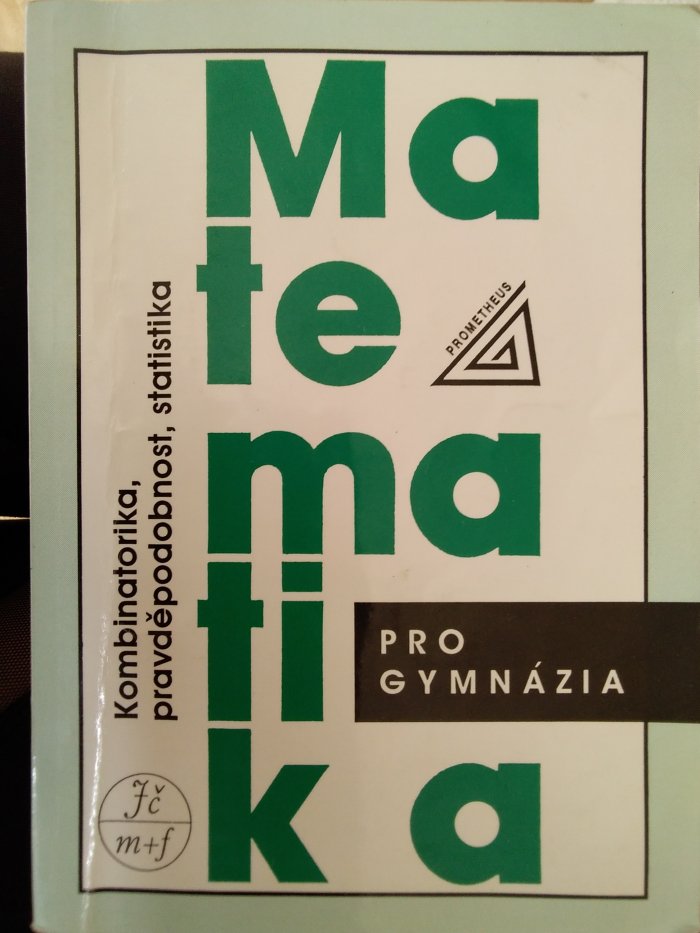 Ma
te
ma
ti
ka
PROMETHEUS
Kombinatorika,
pravděpodobnost, statistika
PRO
GYMNÁZIA
Jč
m+f